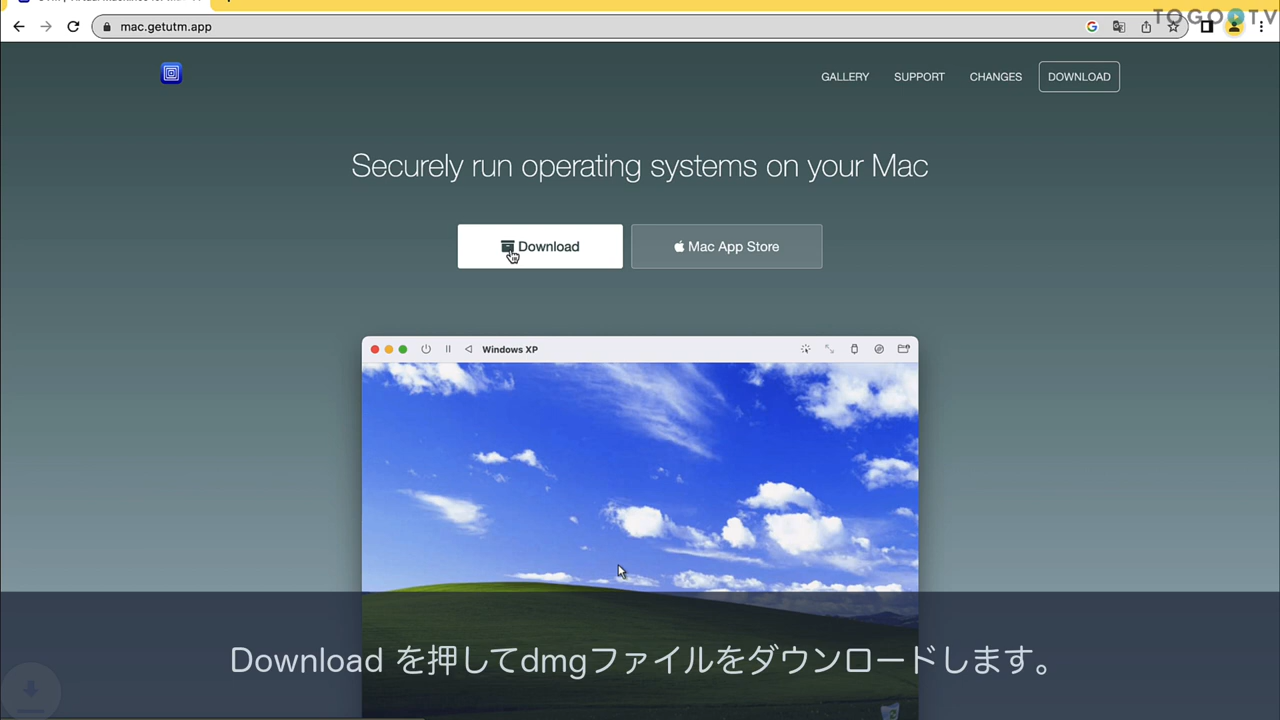 mac.getutm.app
TOGO TV
GALLERY SUPPORT CHANGES DOWNLOAD
Securely run operating systems on your Mac
Download Mac App Store
Windows XP
Download を押してdmgファイルをダウンロードします。